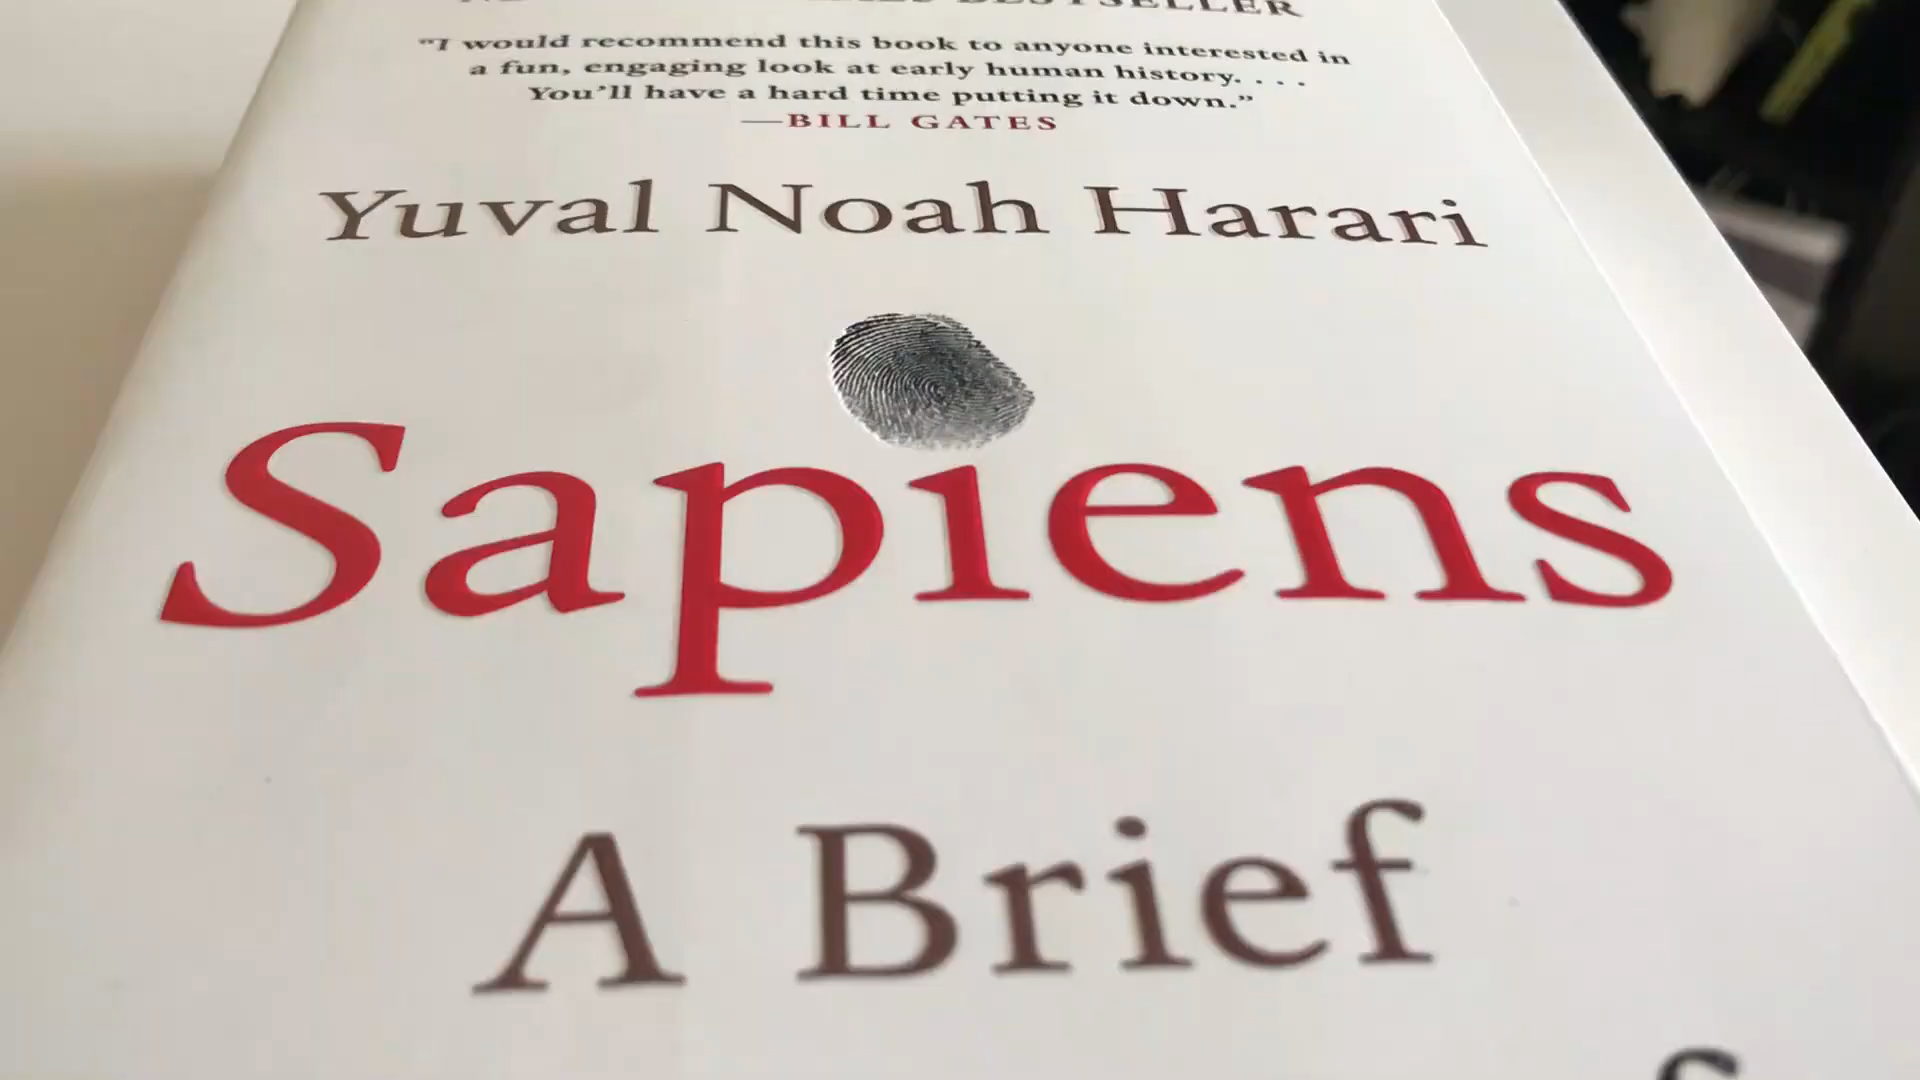 BESTSELLER
“I would recommend this book to anyone interested in
a fun, engaging look at early human history. . . .
You’ll have a hard time putting it down.”
—BILL GATES
Yuval Noah Harari
Sapiens
A Brief